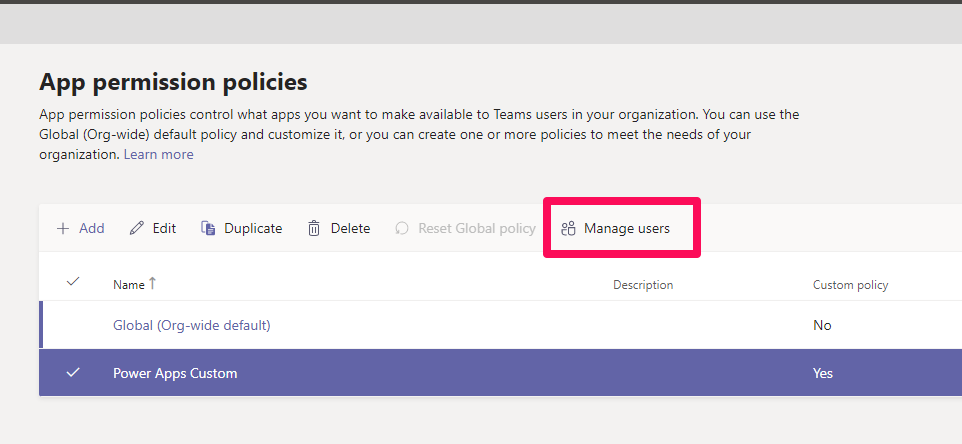 App permission policies
App permission policies control what apps you want to make available to Teams users in your organization. You can use the
Global (Org-wide) default policy and customize it, or you can create one or more policies to meet the needs of your
organization. Learn more
Add Edit Duplicate Delete Reset Global policy Manage users
Name Description Custom policy
Global (Org-wide default) No
Power Apps Custom Yes